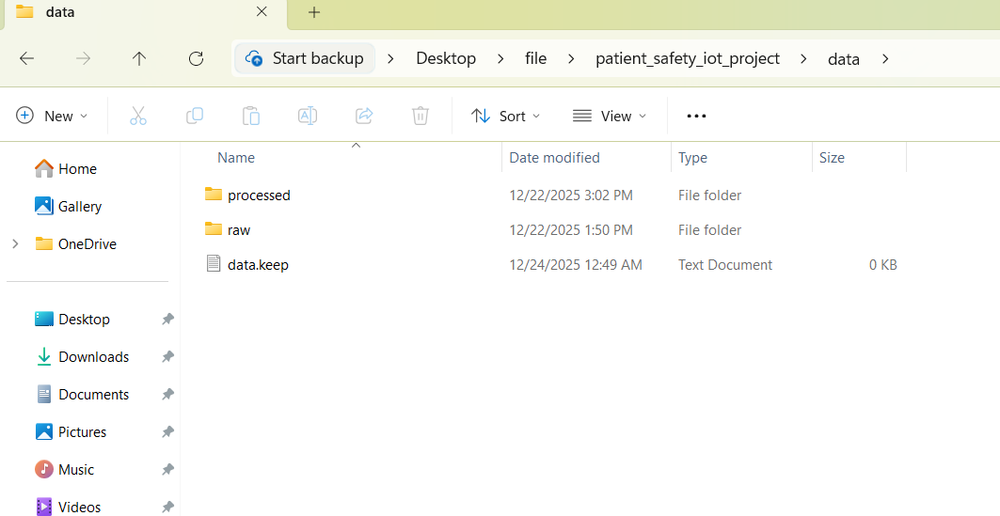 data
Start backup > Desktop > file > patient_safety_iot_project > data >
New Sort View
Name Date modified Type Size
processed 12/22/2025 3:02 PM File folder
raw 12/22/2025 1:50 PM File folder
data.keep 12/24/2025 12:49 AM Text Document 0 KB
Home
Gallery
OneDrive
Desktop
Downloads
Documents
Pictures
Music
Videos